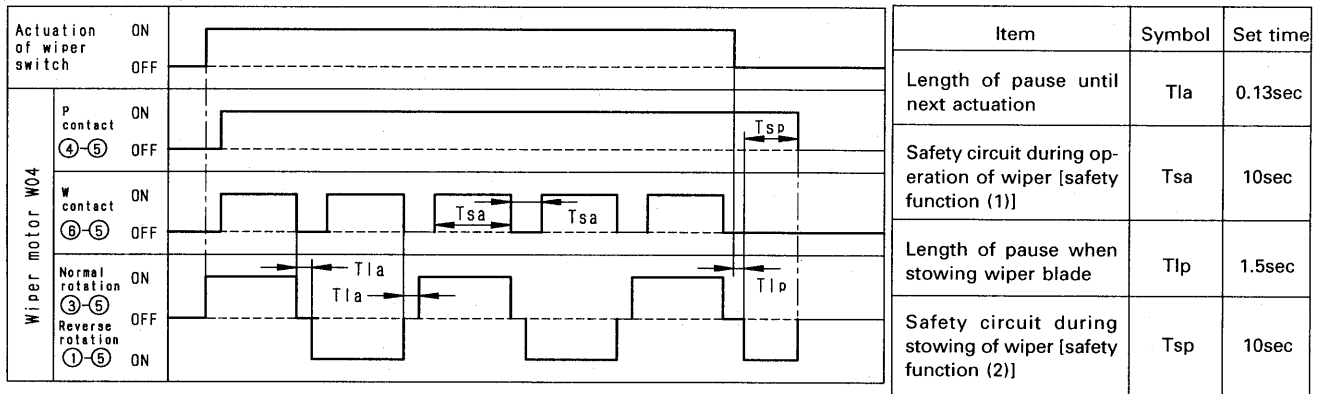 Actuation of wiper switch
ON
OFF
Wiper motor W04
P contact
④-⑤
ON
OFF
Tsp
W contact
⑥-⑤
ON
OFF
Tsa
Tsa
Normal rotation
③-⑤
ON
OFF
Reverse rotation
①-⑤
ON
Tla
Tla
Tlp
Item Symbol Set time
Length of pause until
next actuation
Tla 0.13sec
Safety circuit during op-
eration of wiper [safety
function (1)]
Tsa 10sec
Length of pause when
stowing wiper blade
Tlp 1.5sec
Safety circuit during
stowing of wiper [safety
function (2)]
Tsp 10sec